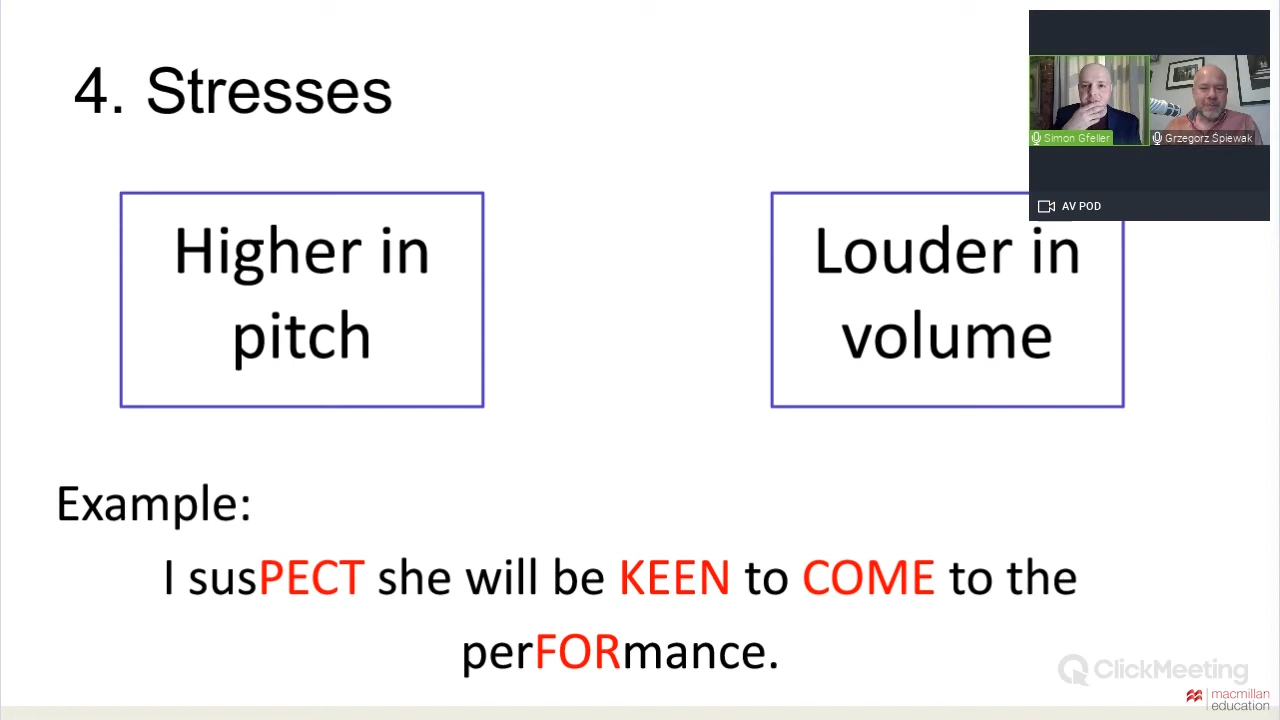 4. Stresses
Simon Gfeller
Grzegorz Śpiewak
AV POD
Higher in
pitch
Louder in
volume
Example:
I susPECT she will be KEEN to COME to the
perFORmance.
ClickMeeting
macmillan
education